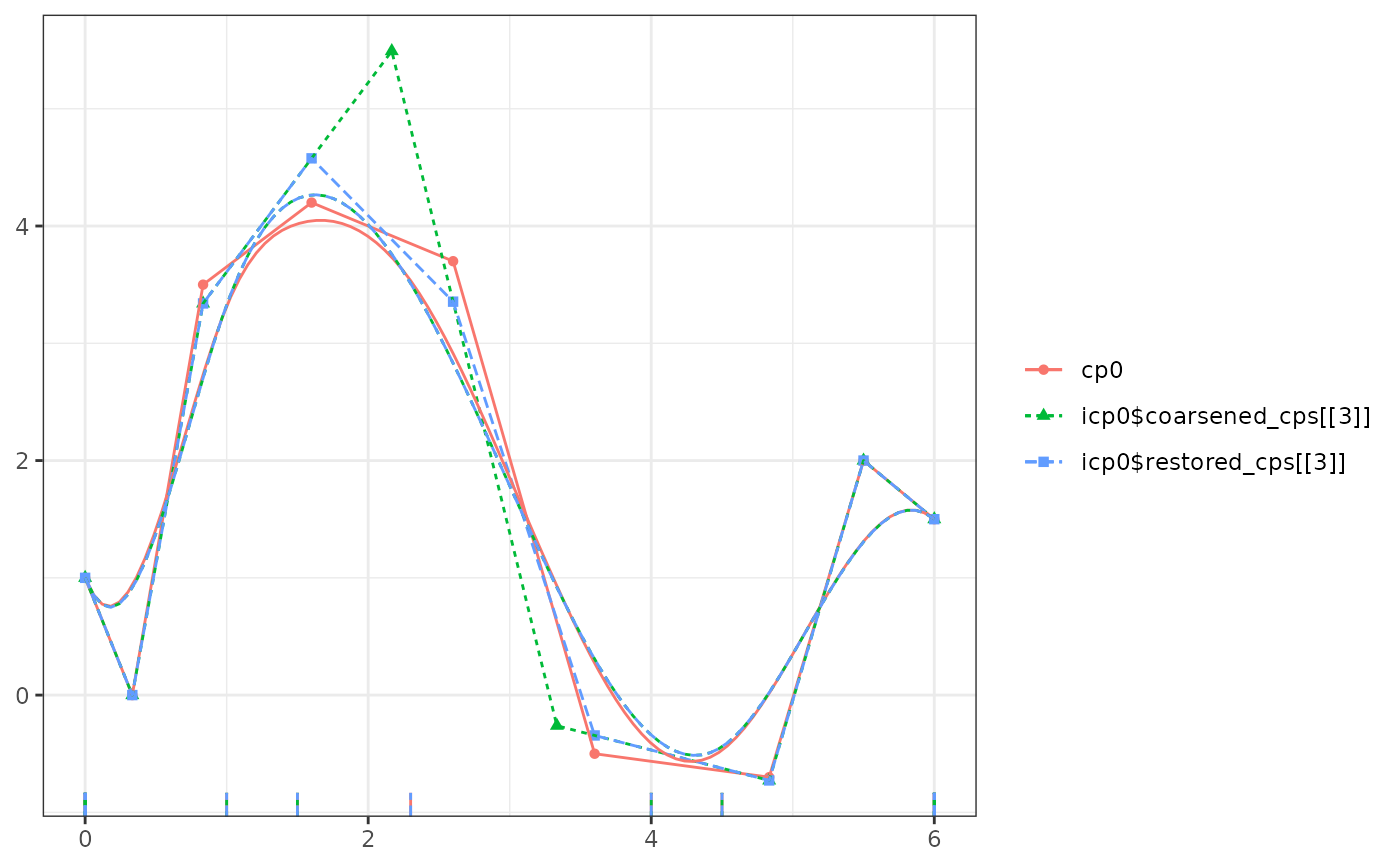 4
2
0
0 2 4 6
cp0
icp0$coarsened_cps[[3]]
icp0$restored_cps[[3]]